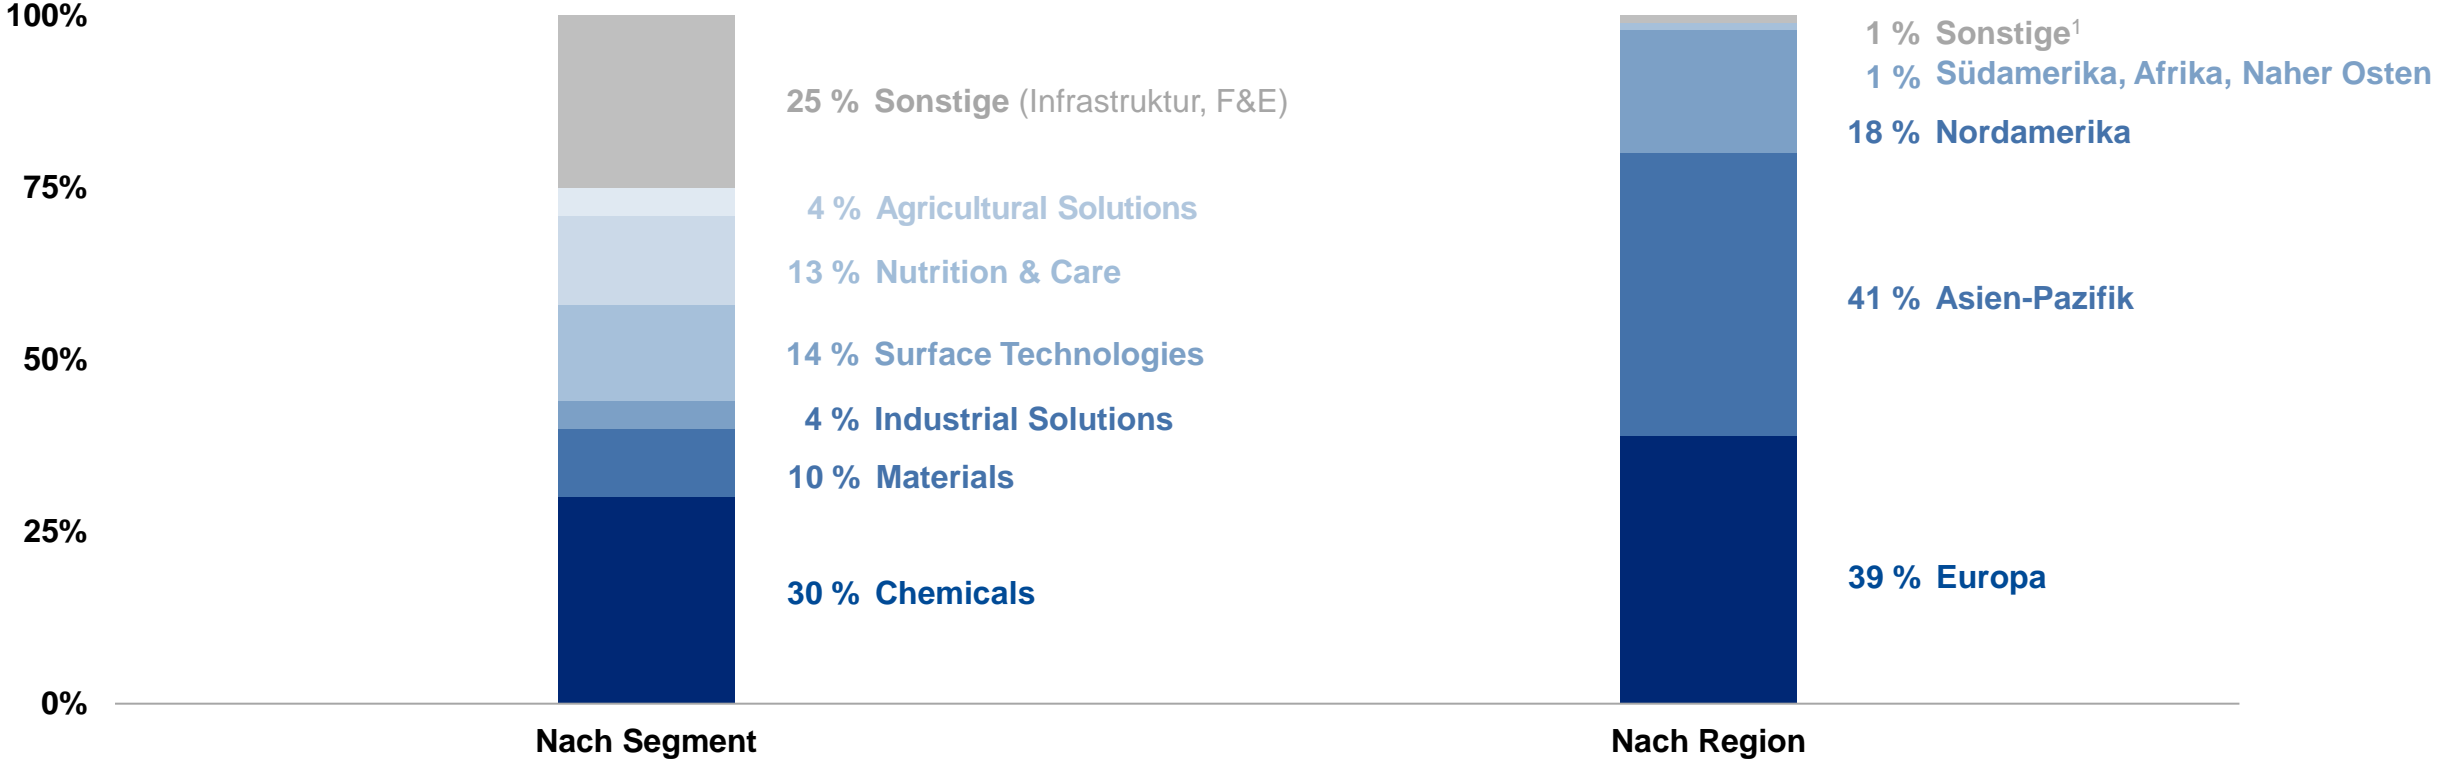 100%
75%
50%
25%
0%
25 % Sonstige (Infrastruktur, F&E)
4 % Agricultural Solutions
13 % Nutrition & Care
14 % Surface Technologies
4 % Industrial Solutions
10 % Materials
30 % Chemicals
Nach Segment
1 % Sonstige¹
1 % Südamerika, Afrika, Naher Osten
18 % Nordamerika
41 % Asien-Pazifik
39 % Europa
Nach Region